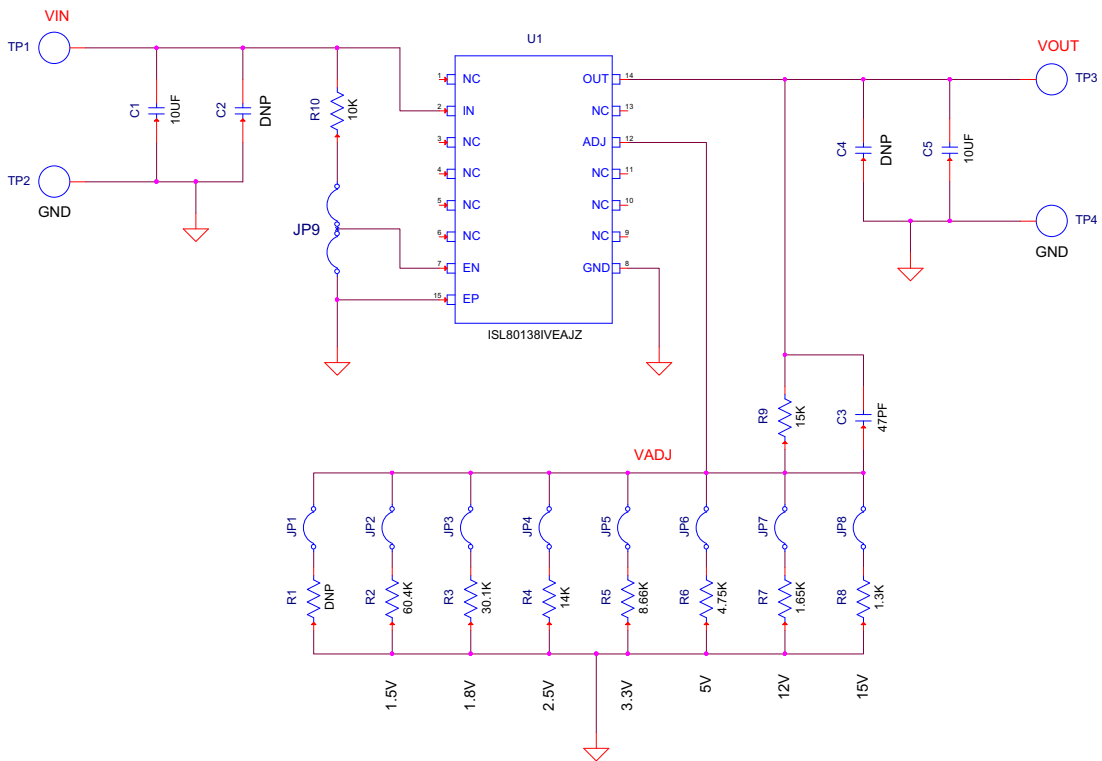 VIN
TP1
C1
10UF
C2
DNP
R10
10K
TP2
GND
JP9
U1
1 NC
2 IN
3 NC
4 NC
5 NC
6 NC
7 EN
15 EP
OUT 14
NC 13
ADJ 12
NC 11
NC 10
NC 9
GND 8
ISL80138IVEAJZ
VOUT
TP3
C4
DNP
C5
10UF
TP4
GND
R9
15K
C3
47PF
VADJ
JP1
JP2
JP3
JP4
JP5
JP6
JP7
JP8
R1
DNP
R2
60.4K
R3
30.1K
R4
14K
R5
8.66K
R6
4.75K
R7
1.65K
R8
1.3K
1.5V
1.8V
2.5V
3.3V
5V
12V
15V